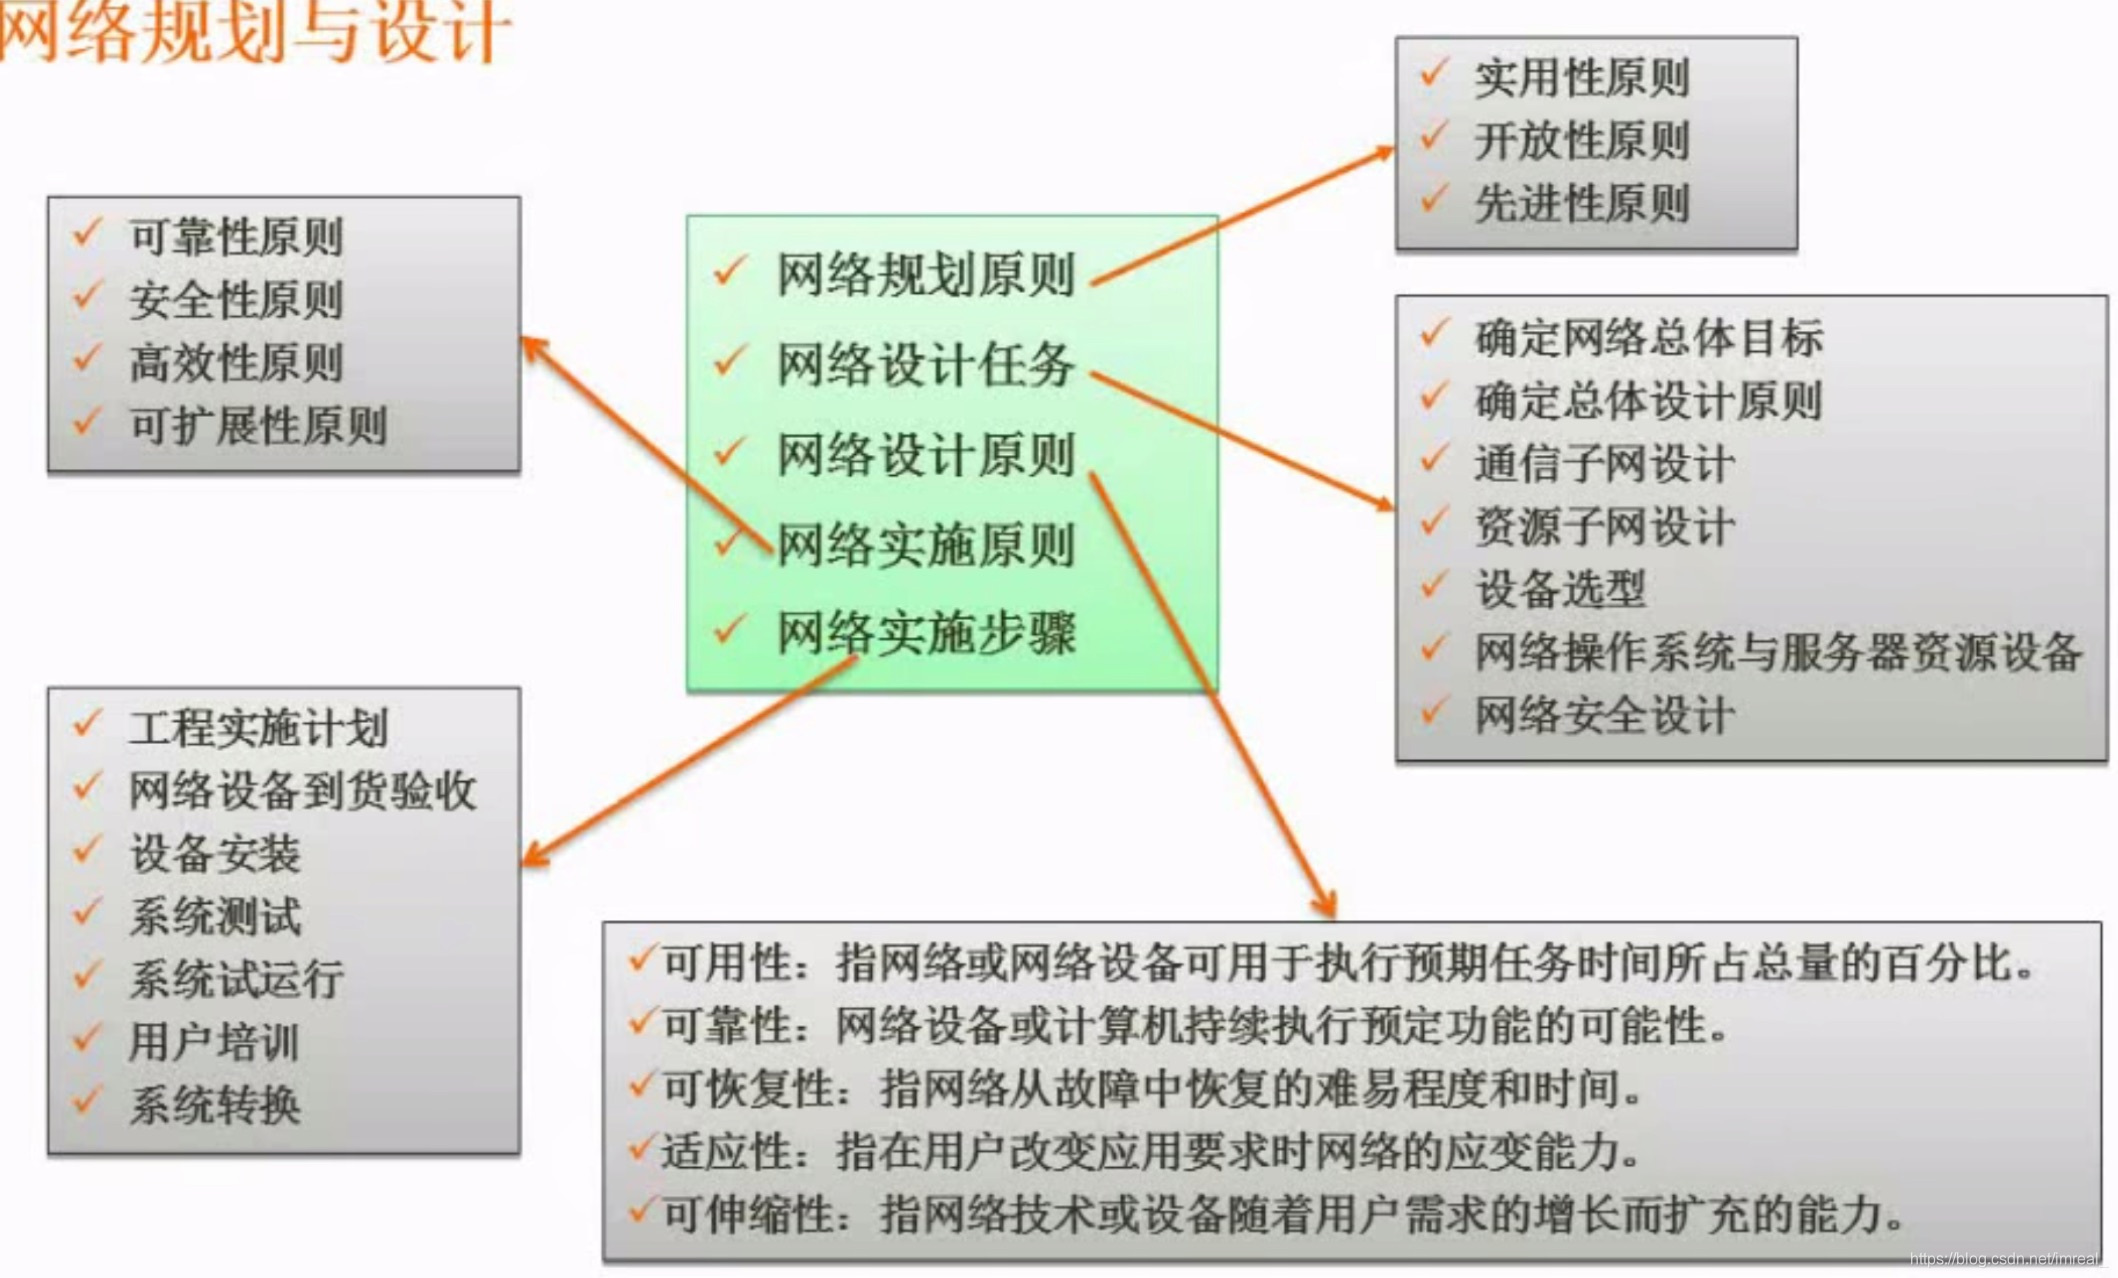 网络规划与设计
实用性原则
开放性原则
先进性原则
可靠性原则
安全性原则
高效性原则
可扩展性原则
网络规划原则
网络设计任务
网络设计原则
网络实施原则
网络实施步骤
确定网络总体目标
确定总体设计原则
通信子网设计
资源子网设计
设备选型
网络操作系统与服务器资源设备
网络安全设计
工程实施计划
网络设备到货验收
设备安装
系统测试
系统试运行
用户培训
系统转换
可用性：指网络或网络设备可用于执行预期任务时间所占总量的百分比。
可靠性：网络设备或计算机持续执行预定功能的可能性。
可恢复性：指网络从故障中恢复的难易程度和时间。
适应性：指在用户改变应用要求时网络的应变能力。
可伸缩性：指网络技术或设备随着用户需求的增长而扩充的能力。
https://blog.csdn.net/imreal